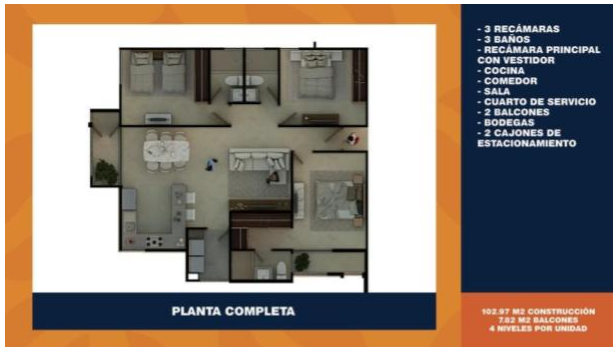 - 3 RECÁMARAS
- 3 BAÑOS
- RECÁMARA PRINCIPAL
CON VESTIDOR
- COCINA
- COMEDOR
- SALA
- CUARTO DE SERVICIO
- 2 BALCONES
- BODEGAS
- 2 CAJONES DE
ESTACIONAMIENTO
PLANTA COMPLETA
102.97 M2 CONSTRUCCIÓN
7.82 M2 BALCONES
4 NIVELES POR UNIDAD